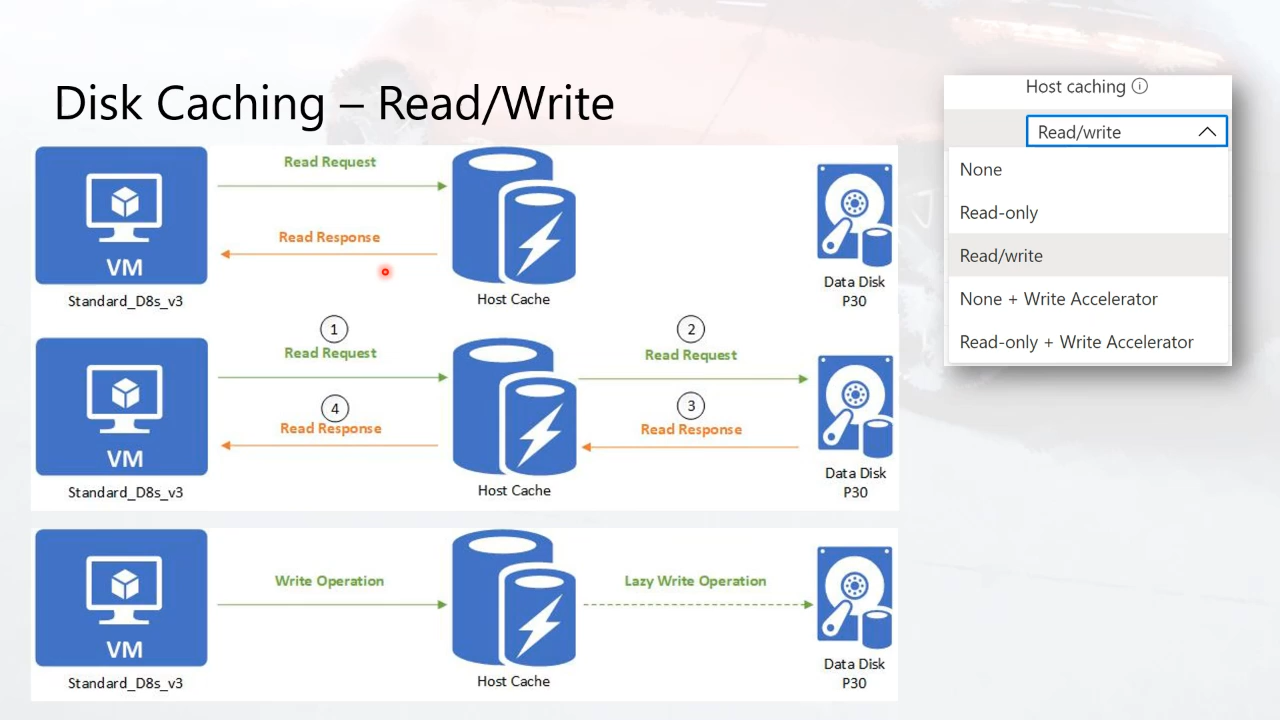 Disk Caching – Read/Write
Host caching
Read/write
None
Read-only
Read/write
None + Write Accelerator
Read-only + Write Accelerator
Read Request
Read Response
VM
Standard_D8s_v3
Host Cache
Data Disk
P30
1
Read Request
2
Read Request
4
Read Response
3
Read Response
VM
Standard_D8s_v3
Host Cache
Data Disk
P30
Write Operation
Lazy Write Operation
VM
Standard_D8s_v3
Host Cache
Data Disk
P30